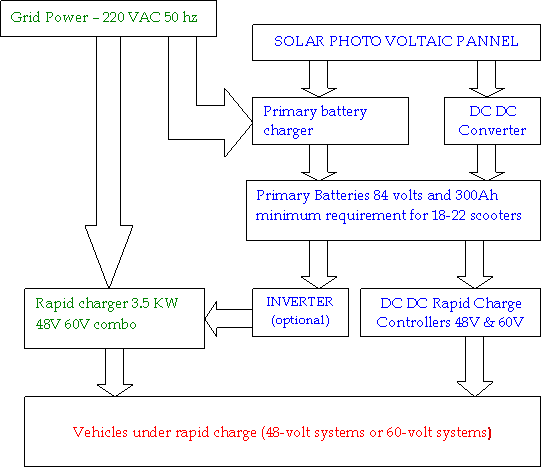 Grid Power – 220 VAC 50 hz
SOLAR PHOTO VOLTAIC PANNEL
Primary battery
charger
DC DC
Converter
Primary Batteries 84 volts and 300Ah
minimum requirement for 18-22 scooters
Rapid charger 3.5 KW
48V 60V combo
INVERTER
(optional)
DC DC Rapid Charge
Controllers 48V & 60V
Vehicles under rapid charge (48-volt systems or 60-volt systems)